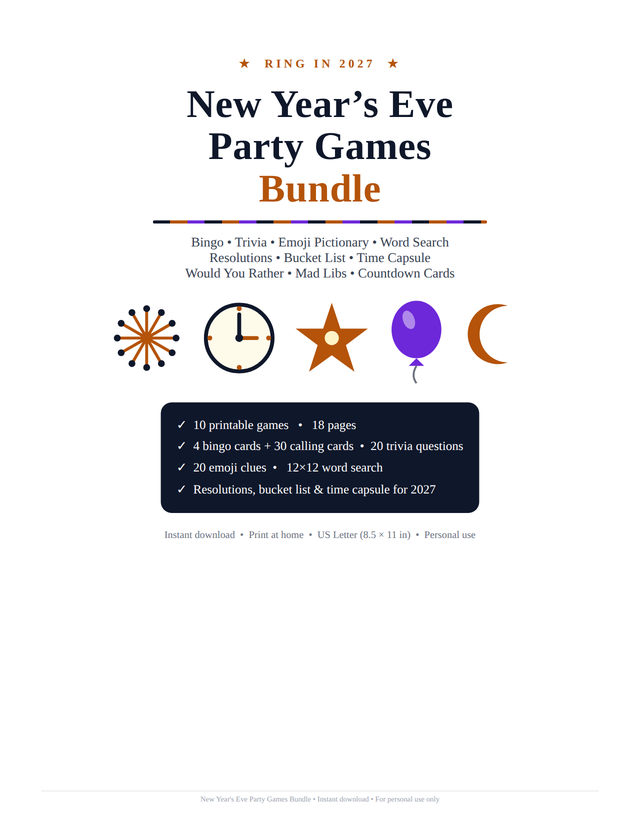 ★ RING IN 2027 ★
New Year’s Eve
Party Games
Bundle
Bingo • Trivia • Emoji Pictionary • Word Search
Resolutions • Bucket List • Time Capsule
Would You Rather • Mad Libs • Countdown Cards
✓ 10 printable games • 18 pages
✓ 4 bingo cards + 30 calling cards • 20 trivia questions
✓ 20 emoji clues • 12×12 word search
✓ Resolutions, bucket list & time capsule for 2027
Instant download • Print at home • US Letter (8.5 × 11 in) • Personal use
New Year's Eve Party Games Bundle • Instant download • For personal use only